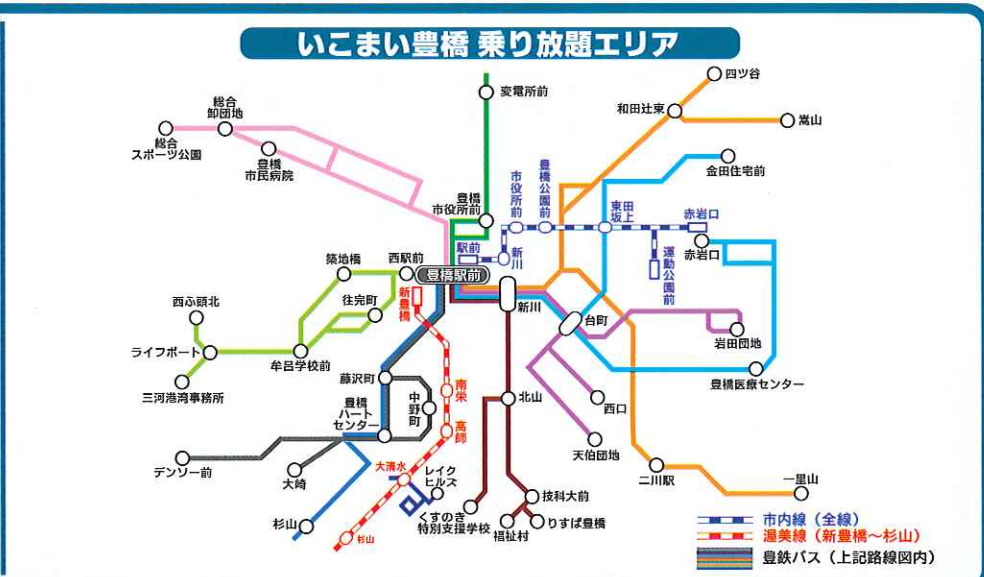 いこまい豊橋 乗り放題エリア
変電所前
四ツ谷
和田辻東
嵩山
総合
卸団地
総合
スポーツ公園
豊橋
市民病院
金田住宅前
豊橋
市役所前
市役所前
豊橋公園前
東田
坂上
赤岩口
赤岩口
運動公園前
駅前
新川
築地橋
西駅前
豊橋駅前
新豊橋
新川
台町
岩田団地
西ふ頭北
住完町
ライフポート
牟呂学校前
三河港湾事務所
藤沢町
南栄
北山
豊橋医療センター
中野町
豊橋
ハート
センター
高師
西口
天伯団地
デンソー前
大崎
大清水
レイク
ヒルズ
二川駅
一里山
杉山
杉山
くすのき
特別支援学校
技科大前
福祉村
りすぱ豊橋
市内線（全線）
渥美線（新豊橋～杉山）
豊鉄バス（上記路線図内）